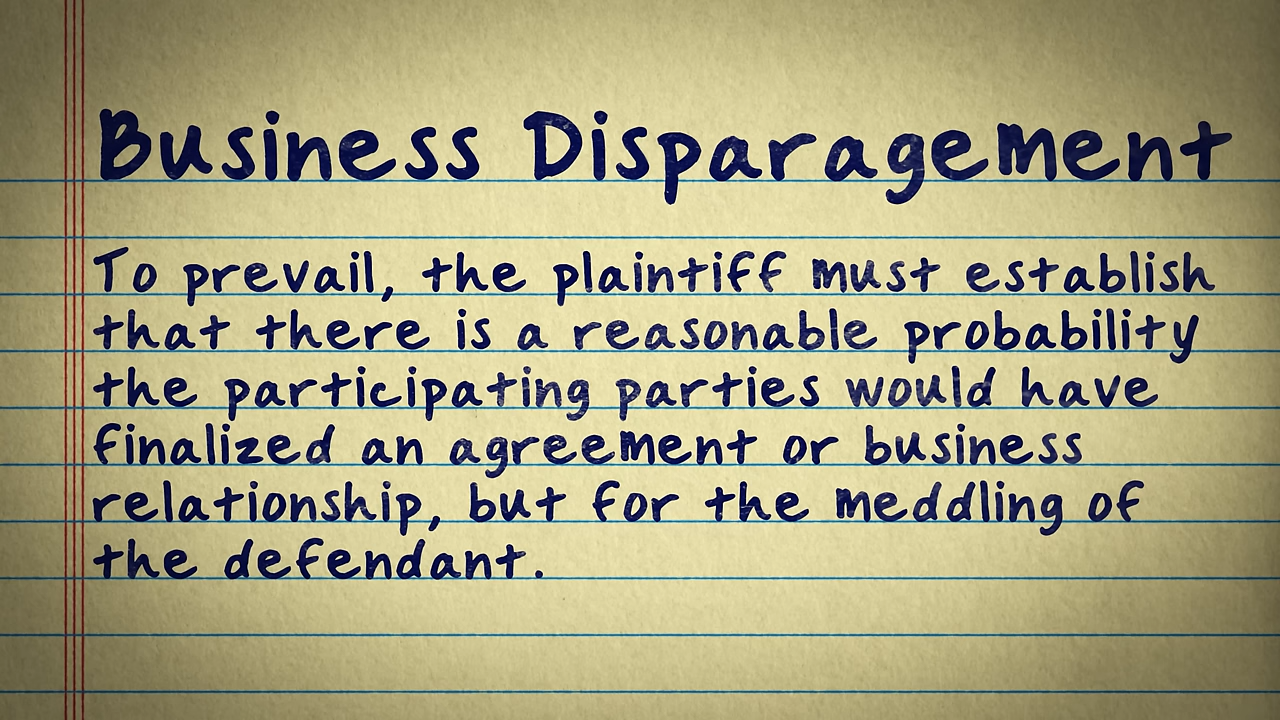 Business Disparagement
To prevail, the plaintiff must establish
that there is a reasonable probability
the participating parties would have
finalized an agreement or business
relationship, but for the meddling of
the defendant.